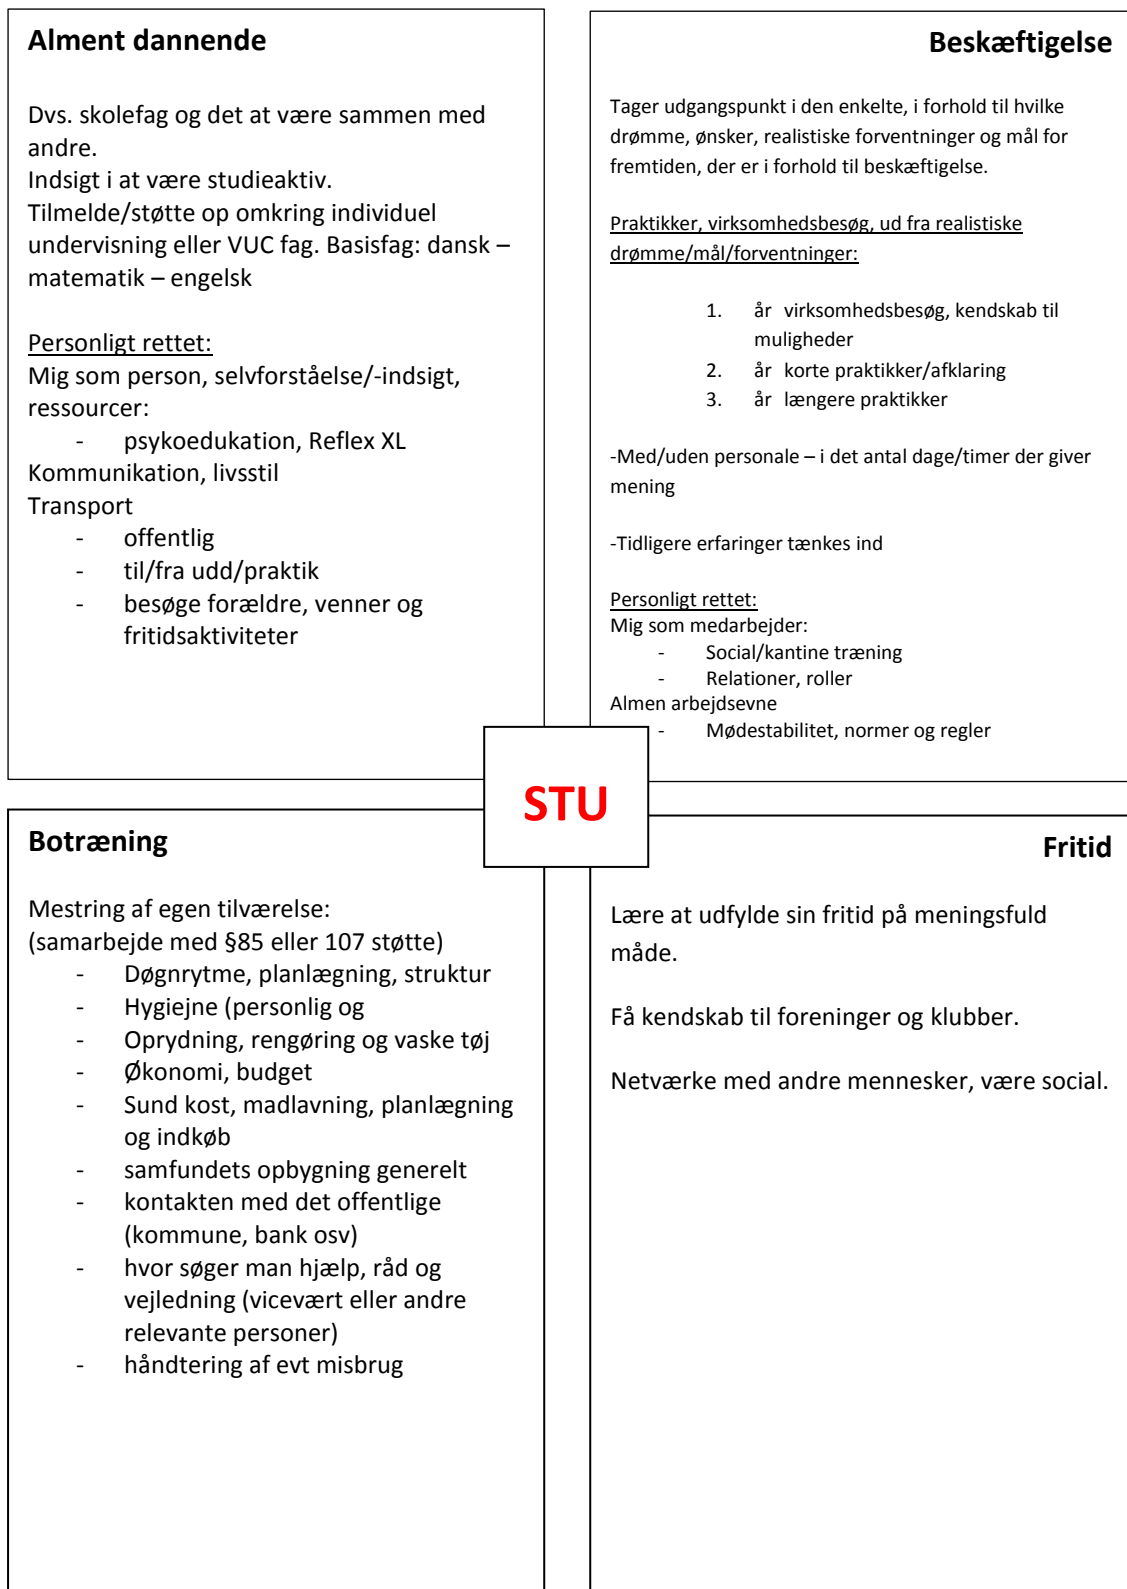 Alment dannende
Dvs. skolefag og det at være sammen med
andre.
Indsigt i at være studieaktiv.
Tilmelde/støtte op omkring individuel
undervisning eller VUC fag. Basisfag: dansk –
matematik – engelsk
Personligt rettet:
Mig som person, selvforståelse/-indsigt,
ressourcer:
- psykoedukation, Reflex XL
Kommunikation, livsstil
Transport
- offentlig
- til/fra udd/praktik
- besøge forældre, venner og
fritidsaktiviteter
Beskæftigelse
Tager udgangspunkt i den enkelte, i forhold til hvilke
drømme, ønsker, realistiske forventninger og mål for
fremtiden, der er i forhold til beskæftigelse.
Praktikker, virksomhedsbesøg, ud fra realistiske
drømme/mål/forventninger:
1. år virksomhedsbesøg, kendskab til
muligheder
2. år korte praktikker/afklaring
3. år længere praktikker
-Med/uden personale – i det antal dage/timer der giver
mening
-Tidligere erfaringer tænkes ind
Personligt rettet:
Mig som medarbejder:
- Social/kantine træning
- Relationer, roller
Almen arbejdsevne
- Mødestabilitet, normer og regler
STU
Botræning
Mestring af egen tilværelse:
(samarbejde med §85 eller 107 støtte)
- Døgnrytme, planlægning, struktur
- Hygiejne (personlig og
- Oprydning, rengøring og vaske tøj
- Økonomi, budget
- Sund kost, madlavning, planlægning
og indkøb
- samfundets opbygning generelt
- kontakten med det offentlige
(kommune, bank osv)
- hvor søger man hjælp, råd og
vejledning (vicevært eller andre
relevante personer)
- håndtering af evt misbrug
Fritid
Lære at udfylde sin fritid på meningsfuld
måde.
Få kendskab til foreninger og klubber.
Netværke med andre mennesker, være social.